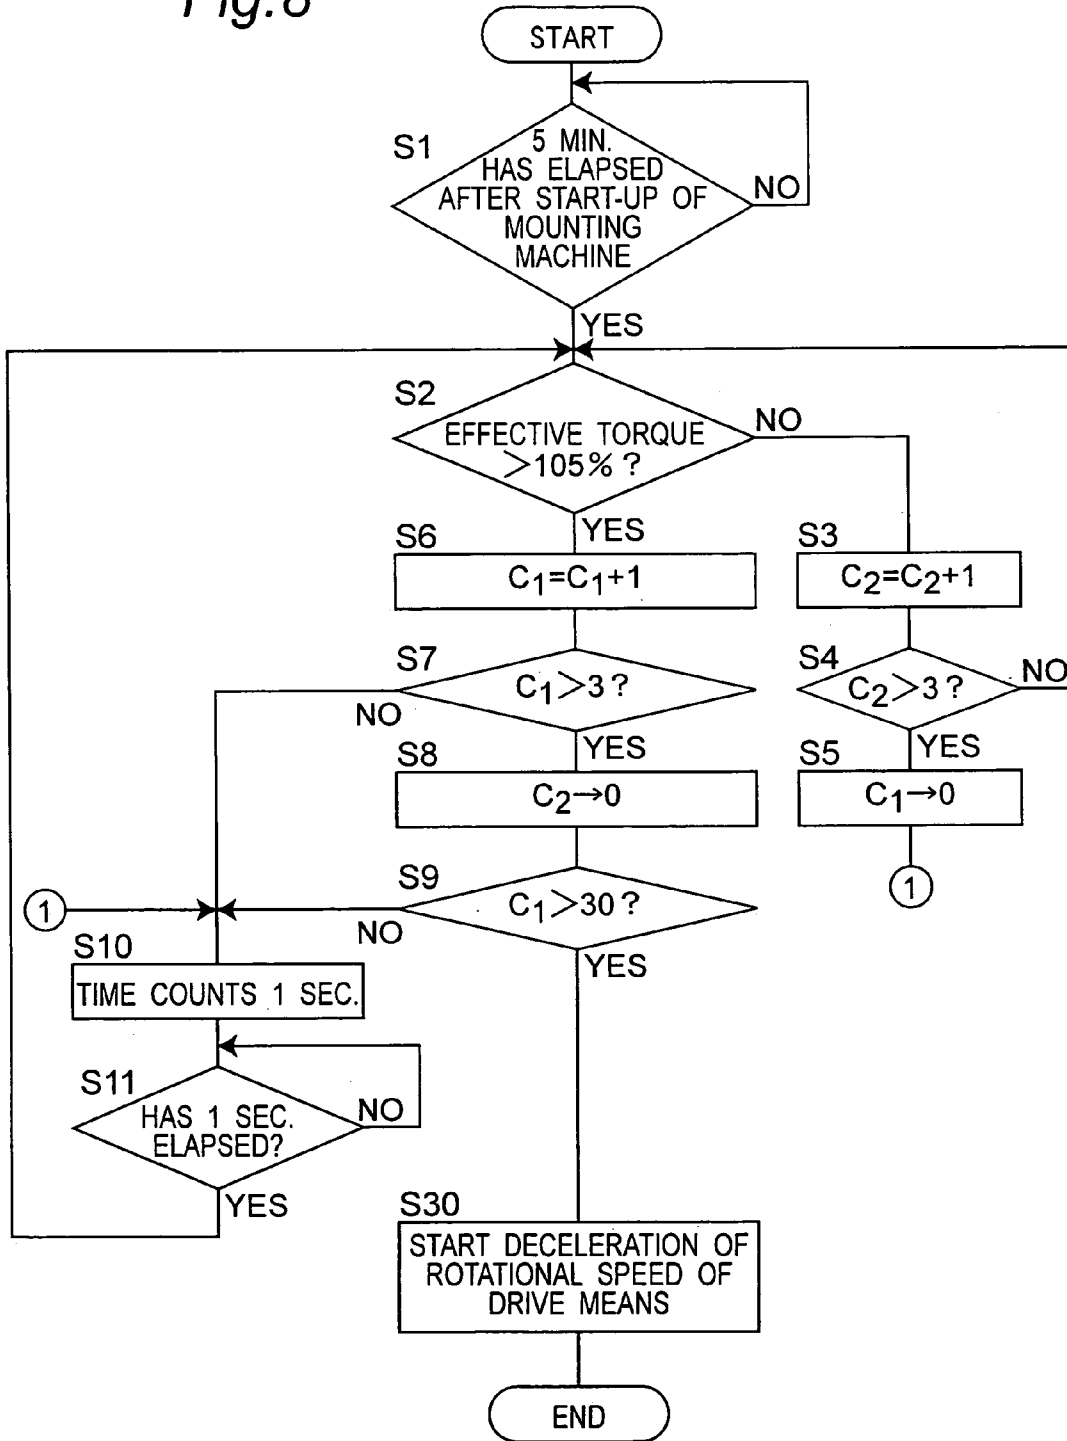 Fig.8
START
S1
5 MIN.
HAS ELAPSED
AFTER START-UP OF
MOUNTING
MACHINE
NO
YES
S2
EFFECTIVE TORQUE
>105%?
NO
YES
S6
C1=C1+1
S3
C2=C2+1
S7
C1>3?
NO
YES
S4
C2>3?
NO
YES
S8
C2→0
S5
C1→0
1
S9
C1>30?
NO
YES
1
S10
TIME COUNTS 1 SEC.
S11
HAS 1 SEC.
ELAPSED?
NO
YES
S30
START DECELERATION OF
ROTATIONAL SPEED OF
DRIVE MEANS
END